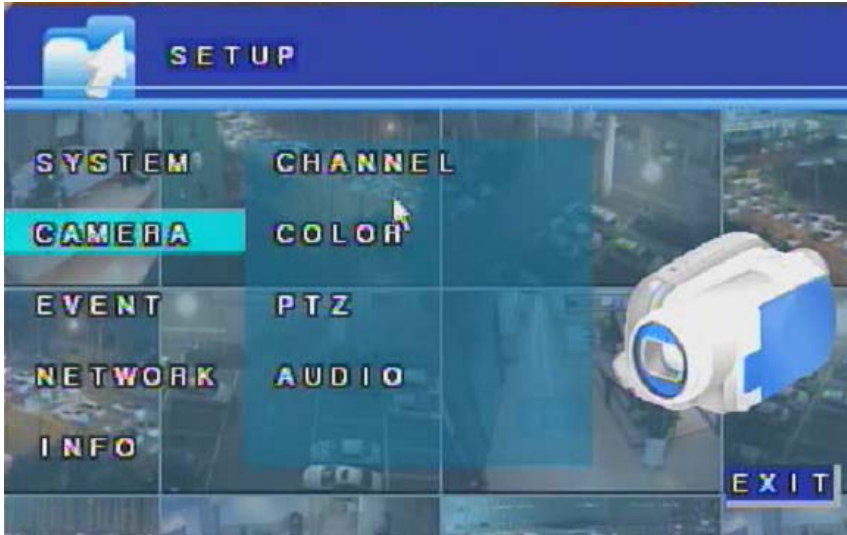 SETUP
SYSTEM
CHANNEL
CAMERA
COLOR
EVENT
PTZ
NETWORK
AUDIO
INFO
EXIT